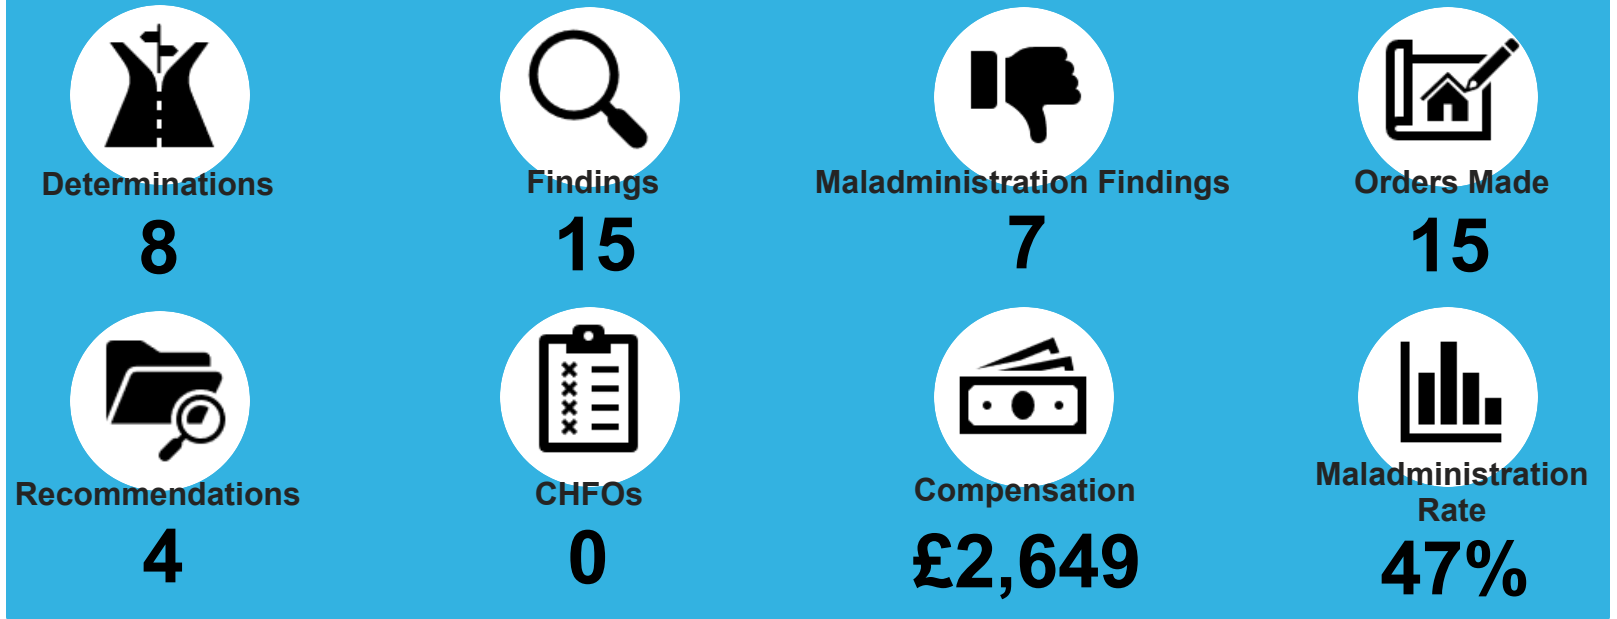 Determinations
8
Findings
15
Maladministration Findings
7
Orders Made
15
Recommendations
4
CHFOs
0
Compensation
£2,649
Maladministration
Rate
47%